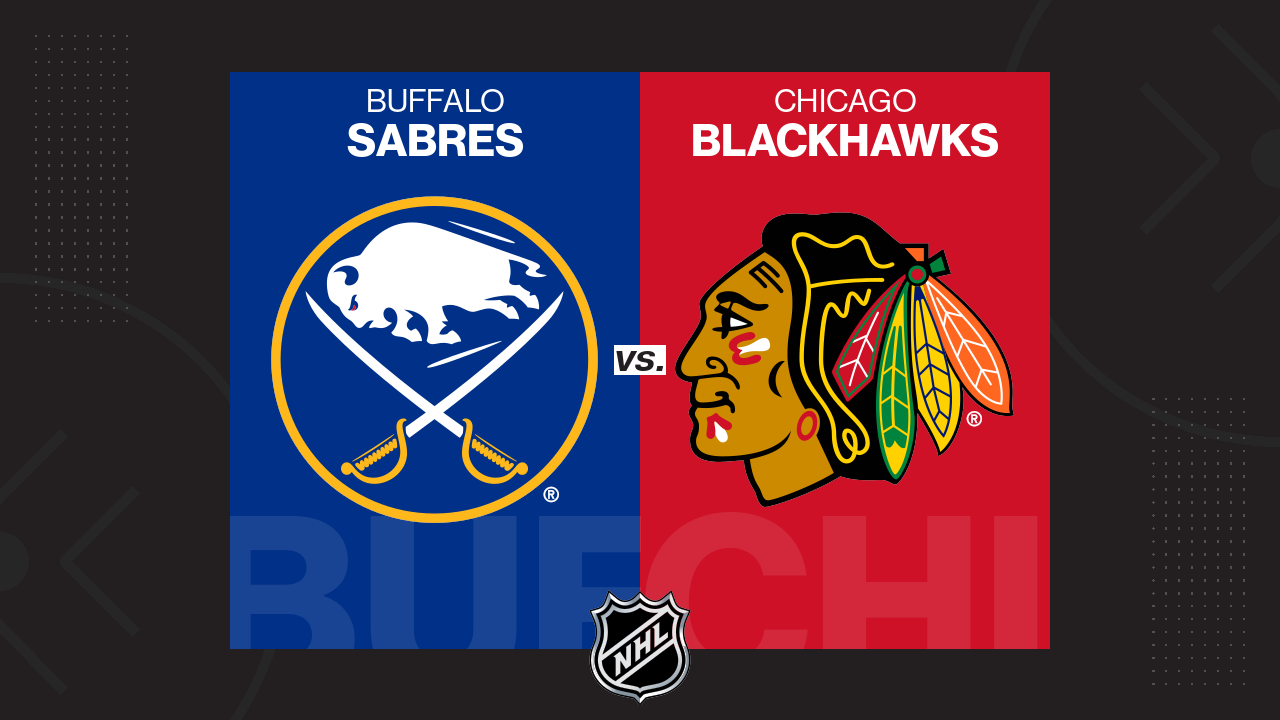 BUFFALO
SABRES
CHICAGO
BLACKHAWKS
vs.
®
®
BUF
CHI
NHL